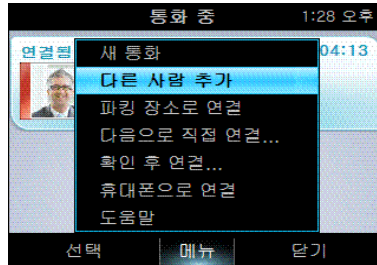 통화 중 1:28 오후
연결됨 04:13
새 통화
다른 사람 추가
파킹 장소로 연결
다음으로 직접 연결...
확인 후 연결...
휴대폰으로 연결
도움말
선택 메뉴 닫기